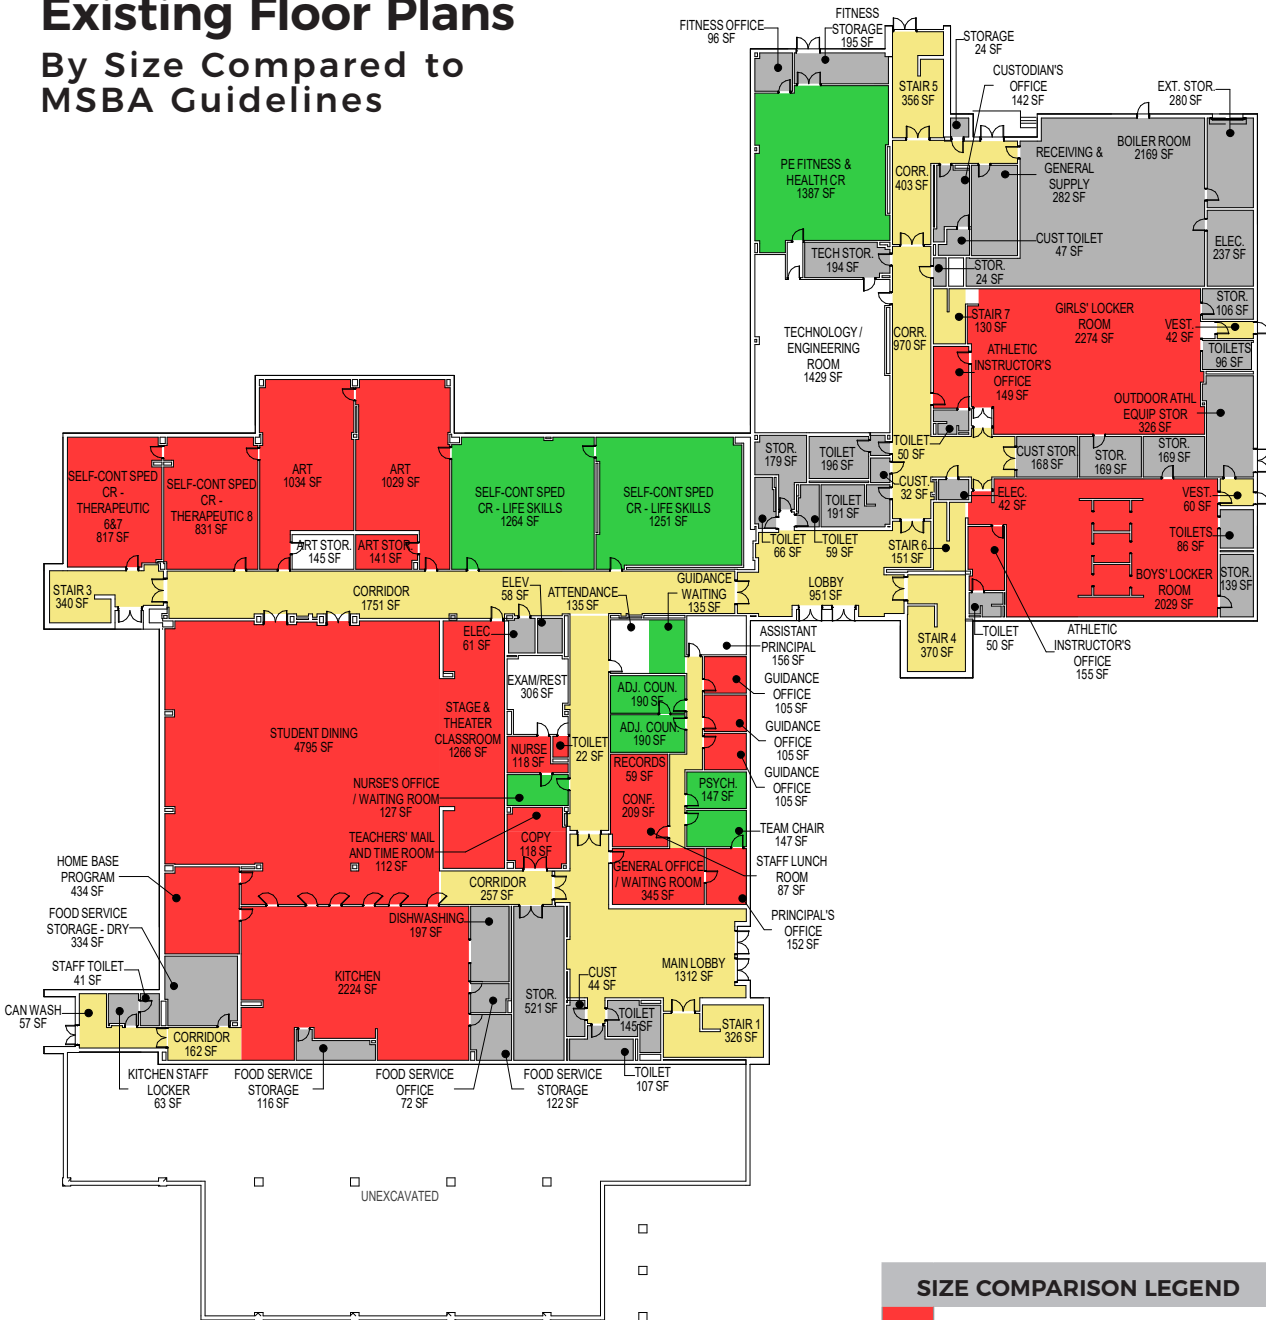 Existing Floor Plans
By Size Compared to
MSBA Guidelines
FITNESS OFFICE
96 SF
FITNESS
STORAGE
195 SF
STORAGE
24 SF
CUSTODIAN'S
OFFICE
142 SF
EXT. STOR.
280 SF
STAIR 5
356 SF
PE FITNESS &
HEALTH CR
1387 SF
CORR.
403 SF
RECEIVING &
GENERAL
SUPPLY
282 SF
BOILER ROOM
2169 SF
CUST TOILET
47 SF
ELEC.
237 SF
TECH STOR.
194 SF
STOR.
24 SF
STOR.
106 SF
TECHNOLOGY /
ENGINEERING
ROOM
1429 SF
CORR.
970 SF
STAIR 7
130 SF
GIRLS' LOCKER
ROOM
2274 SF
VEST.
42 SF
TOILETS
96 SF
ATHLETIC
INSTRUCTOR'S
OFFICE
149 SF
OUTDOOR ATHL
EQUIP STOR
326 SF
SELF-CONT SPED
CR -
THERAPEUTIC
6&7
817 SF
SELF-CONT SPED
CR -
THERAPEUTIC 8
831 SF
ART
1034 SF
ART
1029 SF
SELF-CONT SPED
CR - LIFE SKILLS
1264 SF
SELF-CONT SPED
CR - LIFE SKILLS
1251 SF
STOR.
179 SF
TOILET
196 SF
TOILET
50 SF
CUST.
32 SF
CUST STOR.
168 SF
STOR.
169 SF
STOR.
169 SF
TOILET
191 SF
ELEC.
42 SF
VEST.
60 SF
ART STOR.
145 SF
ART STOR.
141 SF
TOILET
66 SF
TOILET
59 SF
STAIR 6
151 SF
TOILETS
86 SF
STAIR 3
340 SF
CORRIDOR
1751 SF
ELEV
58 SF
ATTENDANCE
135 SF
GUIDANCE
WAITING
135 SF
LOBBY
951 SF
BOYS' LOCKER
ROOM
2029 SF
STOR.
139 SF
ELEC
61 SF
ASSISTANT
PRINCIPAL
156 SF
STAIR 4
370 SF
TOILET
50 SF
ATHLETIC
INSTRUCTOR'S
OFFICE
155 SF
EXAM/REST
306 SF
ADJ. COUN.
190 SF
GUIDANCE
OFFICE
105 SF
STUDENT DINING
4795 SF
STAGE &
THEATER
CLASSROOM
1266 SF
ADJ. COUN.
190 SF
GUIDANCE
OFFICE
105 SF
NURSE
118 SF
TOILET
22 SF
RECORDS
59 SF
GUIDANCE
OFFICE
105 SF
NURSE'S OFFICE
/ WAITING ROOM
127 SF
CONF.
209 SF
PSYCH.
147 SF
TEACHERS' MAIL
AND TIME ROOM
112 SF
COPY
118 SF
TEAM CHAIR
147 SF
HOME BASE
PROGRAM
434 SF
GENERAL OFFICE
/ WAITING ROOM
345 SF
STAFF LUNCH
ROOM
87 SF
CORRIDOR
257 SF
FOOD SERVICE
STORAGE - DRY
334 SF
DISHWASHING
197 SF
PRINCIPAL'S
OFFICE
152 SF
STAFF TOILET
41 SF
KITCHEN
2224 SF
STOR.
521 SF
CUST
44 SF
MAIN LOBBY
1312 SF
CAN WASH
57 SF
TOILET
145 SF
STAIR 1
326 SF
CORRIDOR
162 SF
KITCHEN STAFF
LOCKER
63 SF
FOOD SERVICE
STORAGE
116 SF
FOOD SERVICE
OFFICE
72 SF
FOOD SERVICE
STORAGE
122 SF
TOILET
107 SF
UNEXCAVATED
SIZE COMPARISON LEGEND